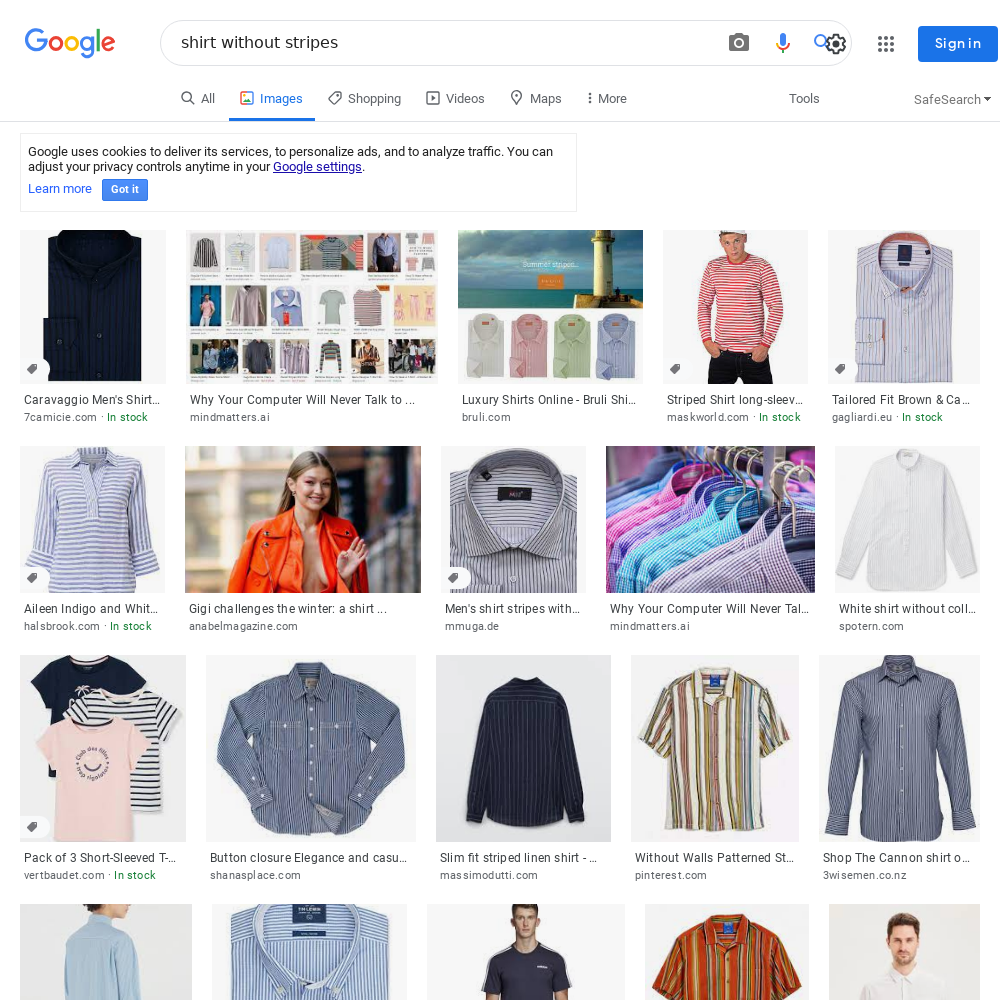 Google
shirt without stripes
Sign in
All
Images
Shopping
Videos
Maps
More
Tools
SafeSearch
Google uses cookies to deliver its services, to personalize ads, and to analyze traffic. You can
adjust your privacy controls anytime in your Google settings.
Learn more
Got it
Summer stripes...
Caravaggio Men's Shirt...
7camicie.com · In stock
Why Your Computer Will Never Talk to ...
mindmatters.ai
Luxury Shirts Online - Bruli Shi...
bruli.com
Striped Shirt long-sleev...
maskworld.com · In stock
Tailored Fit Brown & Ca...
gagliardi.eu · In stock
Aileen Indigo and Whit...
halsbrook.com · In stock
Gigi challenges the winter: a shirt ...
anabelmagazine.com
Men's shirt stripes with...
mmuga.de
Why Your Computer Will Never Tal...
mindmatters.ai
White shirt without coll...
spotern.com
Club des filles
trop rigolotes
Pack of 3 Short-Sleeved T-...
vertbaudet.com · In stock
Button closure Elegance and casu...
shanasplace.com
Slim fit striped linen shirt - ...
massimodutti.com
Without Walls Patterned St...
pinterest.com
Shop The Cannon shirt o...
3wisemen.co.nz
T.M.LEWIN